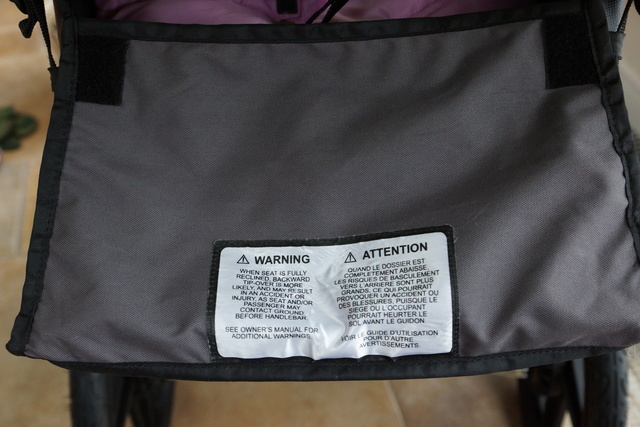 ⚠ WARNING
WHEN SEAT IS FULLY
RECLINED, BACKWARD
TIP-OVER IS MORE
LIKELY, AND MAY RESULT
IN AN ACCIDENT OR
INJURY, AS SEAT AND/OR
PASSENGER MAY
CONTACT GROUND
BEFORE HANDLEBAR.
SEE OWNER'S MANUAL FOR
ADDITIONAL WARNINGS.
⚠ ATTENTION
QUAND LE DOSSIER EST
COMPLÈTEMENT ABAISSÉ,
LES RISQUES DE BASCULEMENT
VERS L'ARRIÈRE SONT PLUS
GRANDS, CE QUI POURRAIT
PROVOQUER UN ACCIDENT OU
DES BLESSURES, PUISQUE LE
SIÈGE OU L'OCCUPANT
POURRAIT HEURTER LE
SOL AVANT LE GUIDON
VOIR LE GUIDE D'UTILISATION
POUR D'AUTRE
AVERTISSEMENTS.